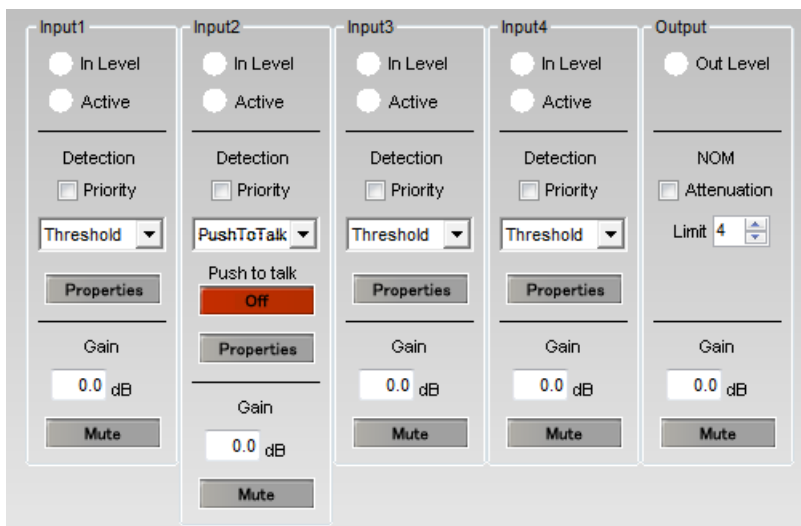 Input1
In Level
Active
Detection
Priority
Threshold
Properties
Gain
0.0 dB
Mute
Input2
In Level
Active
Detection
Priority
PushToTalk
Push to talk
Off
Properties
Gain
0.0 dB
Mute
Input3
In Level
Active
Detection
Priority
Threshold
Properties
Gain
0.0 dB
Mute
Input4
In Level
Active
Detection
Priority
Threshold
Properties
Gain
0.0 dB
Mute
Output
Out Level
NOM
Attenuation
Limit 4
Gain
0.0 dB
Mute